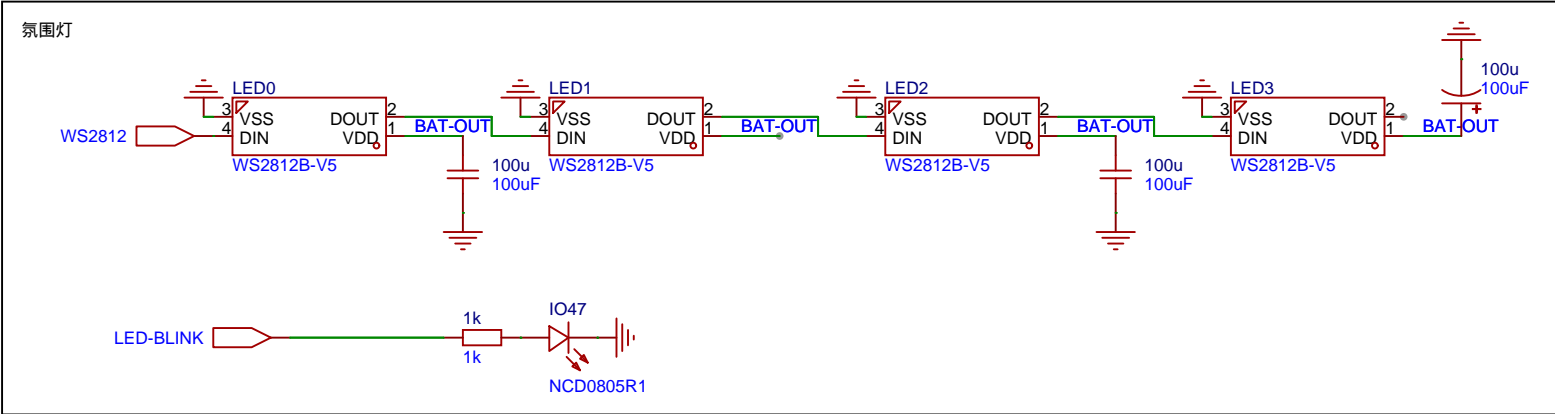 氛围灯
LED0
3 VSS DOUT 2
4 DIN VDD 1
WS2812B-V5
WS2812
BAT-OUT
100u
100uF
LED1
3 VSS DOUT 2
4 DIN VDD 1
WS2812B-V5
BAT-OUT
LED2
3 VSS DOUT 2
4 DIN VDD 1
WS2812B-V5
BAT-OUT
100u
100uF
LED3
3 VSS DOUT 2
4 DIN VDD 1
WS2812B-V5
BAT-OUT
100u
100uF
+
LED-BLINK
1k
1k
IO47
NCD0805R1